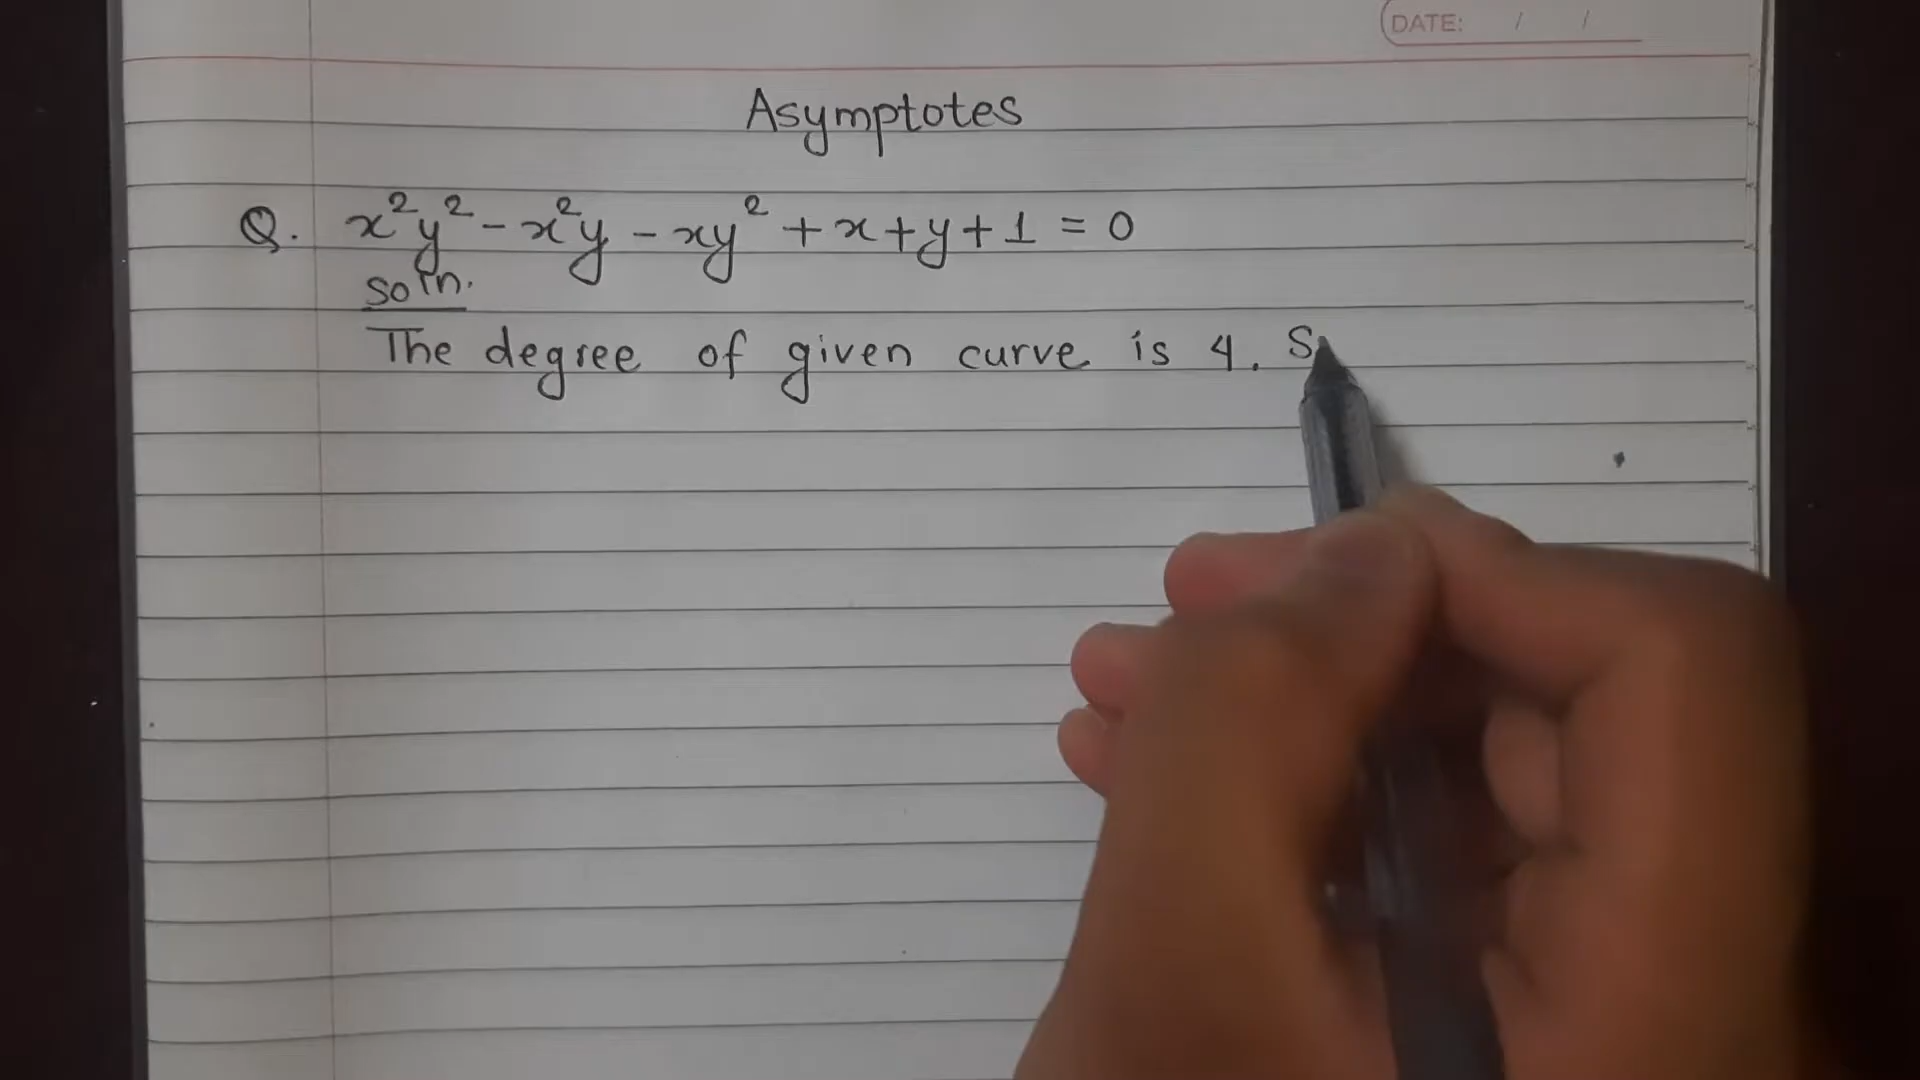 DATE: / /
Asymptotes
Q. x²y² - x²y - xy² + x + y + 1 = 0
soln.
The degree of given curve is 4. S